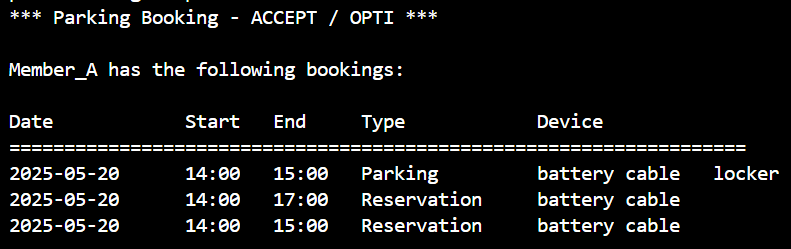 *** Parking Booking - ACCEPT / OPTI ***
Member_A has the following bookings:
Date Start End Type Device
===================================================================
2025-05-20 14:00 15:00 Parking battery cable locker
2025-05-20 14:00 17:00 Reservation battery cable
2025-05-20 14:00 15:00 Reservation battery cable